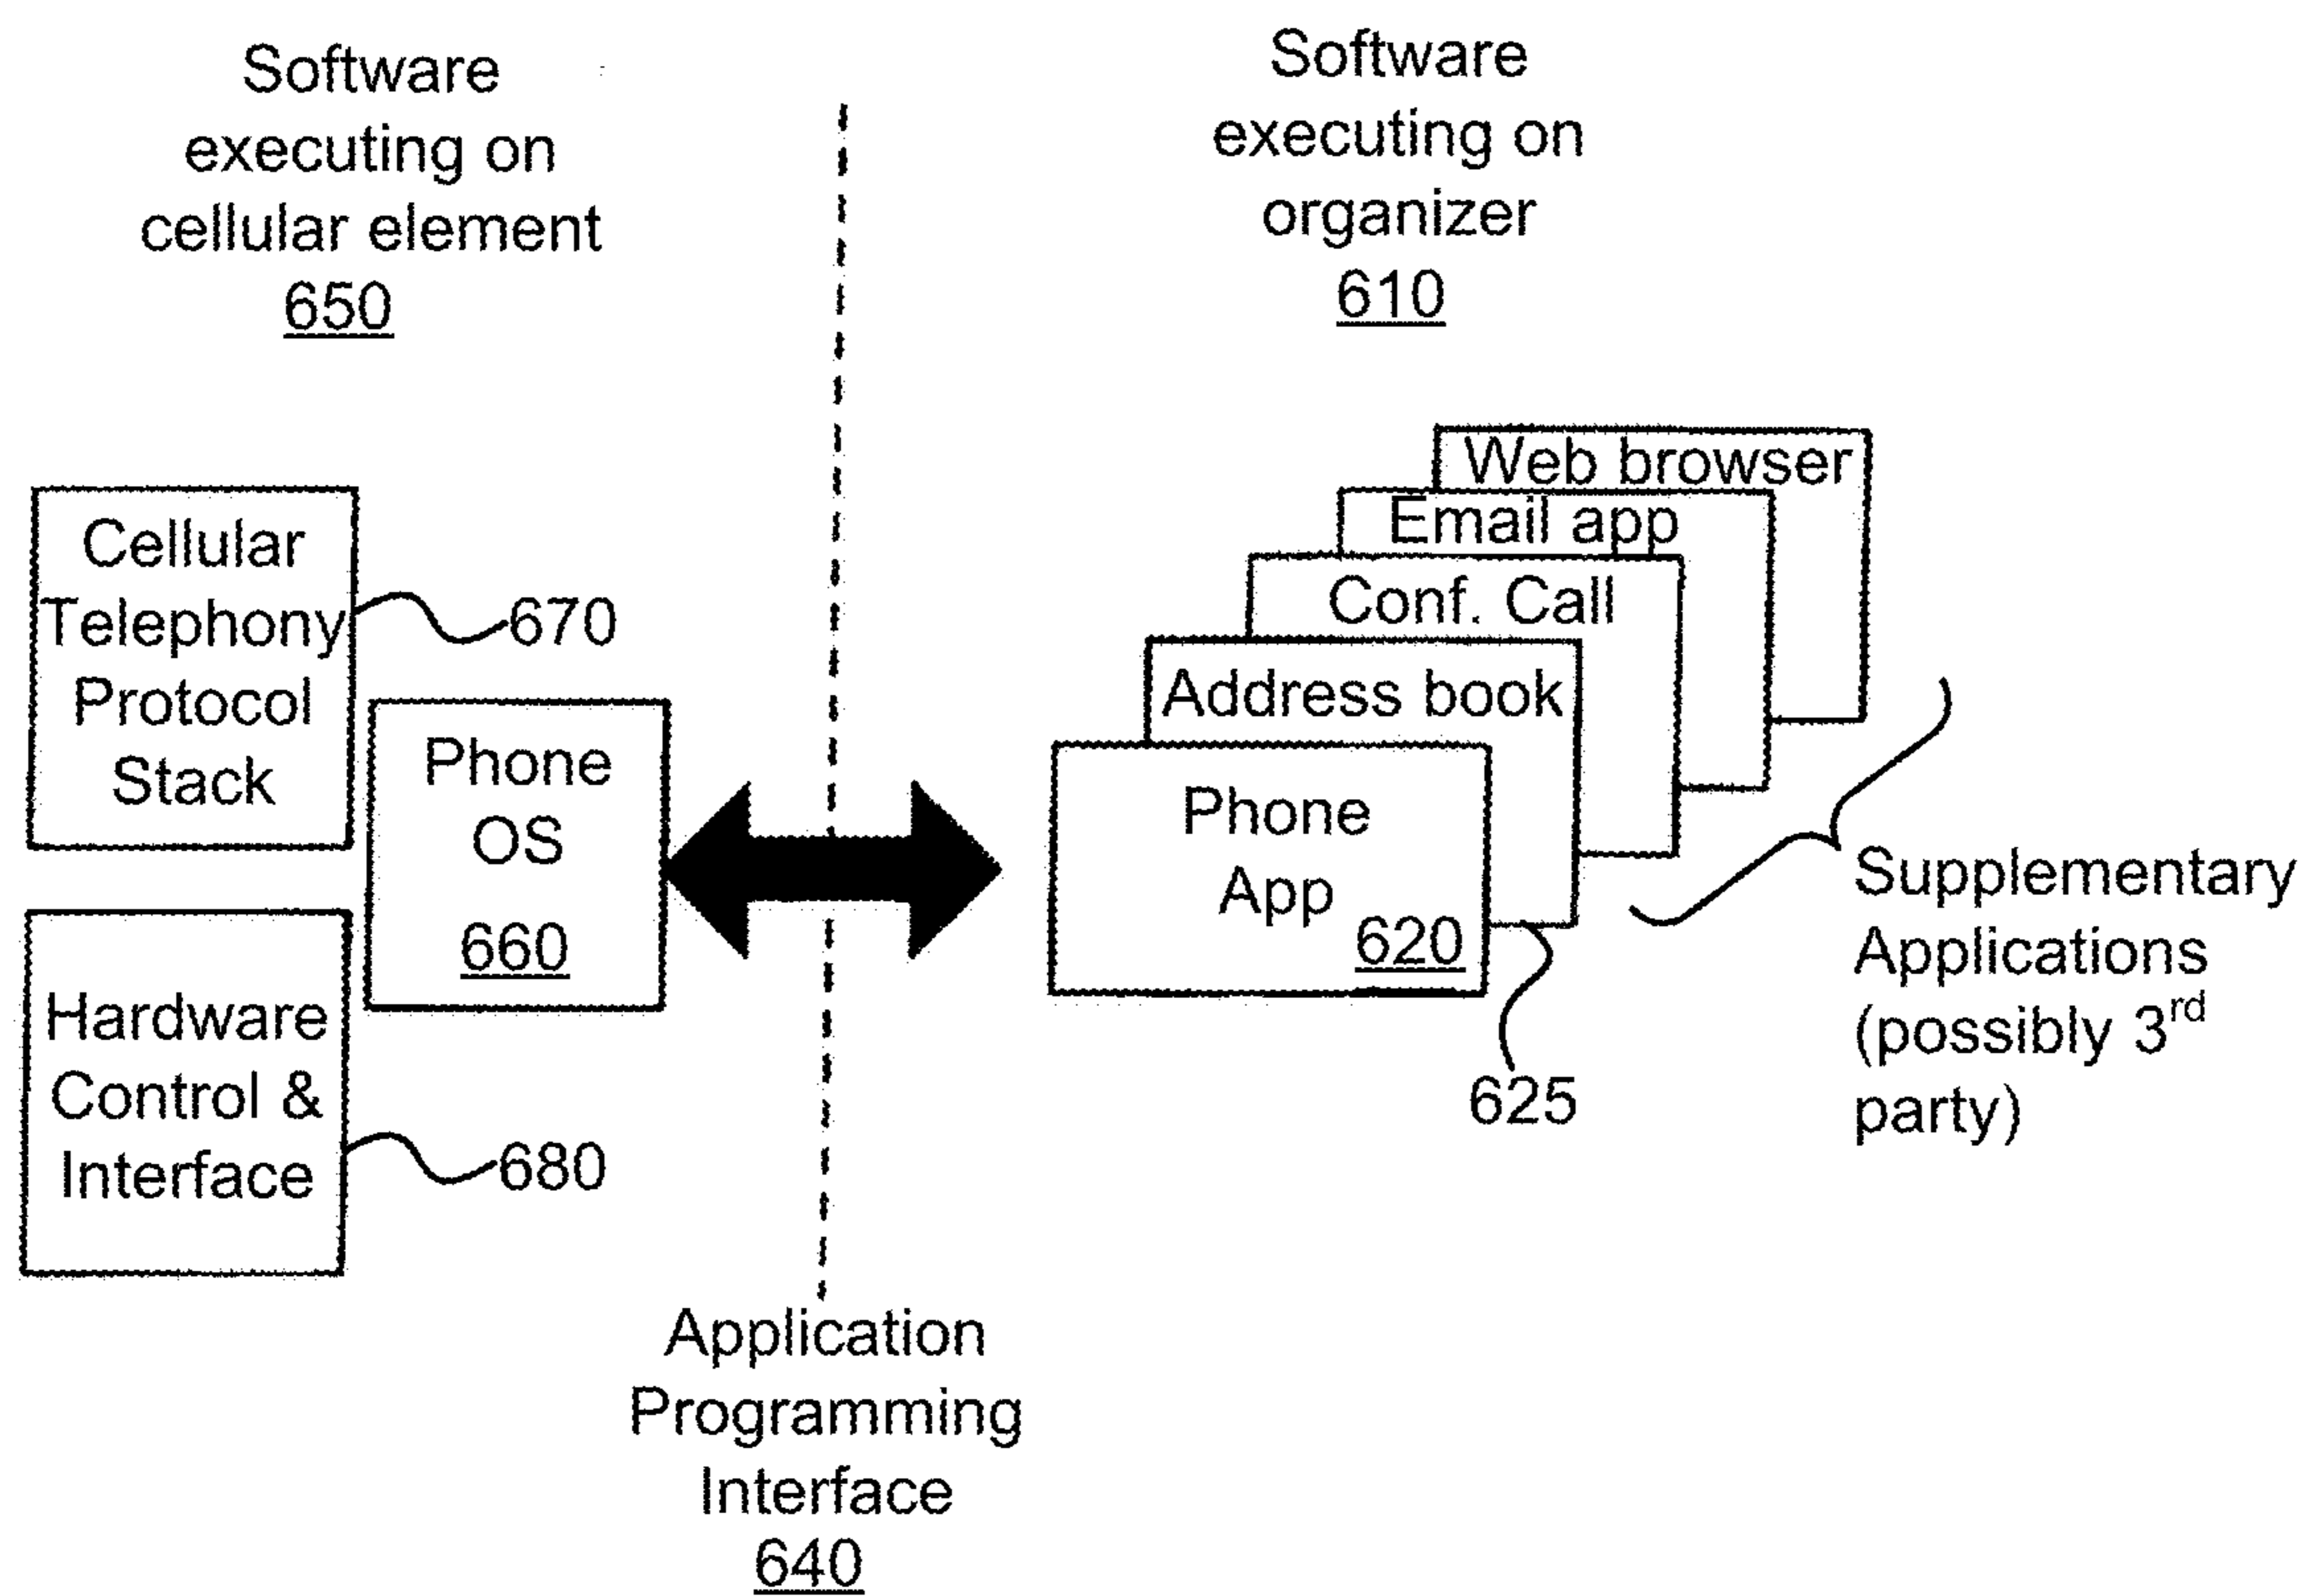 Software
executing on
cellular element
650
Software
executing on
organizer
610
Cellular
Telephony
Protocol
Stack
670
Phone
OS
660
Hardware
Control &
Interface
680
Web browser
Email app
Conf. Call
Address book
Phone
App
620
625
Supplementary
Applications
(possibly 3rd
party)
Application
Programming
Interface
640